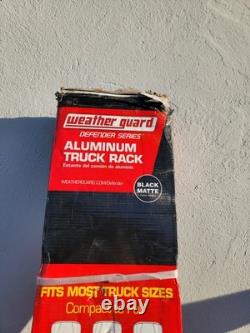 weather guard
DEFENDER SERIES
ALUMINUM
TRUCK RACK
Estante del camión de aluminio
WEATHERGUARD.COM/Defender
BLACK
MATTE
FITS MOST TRUCK SIZES
Compact to Full